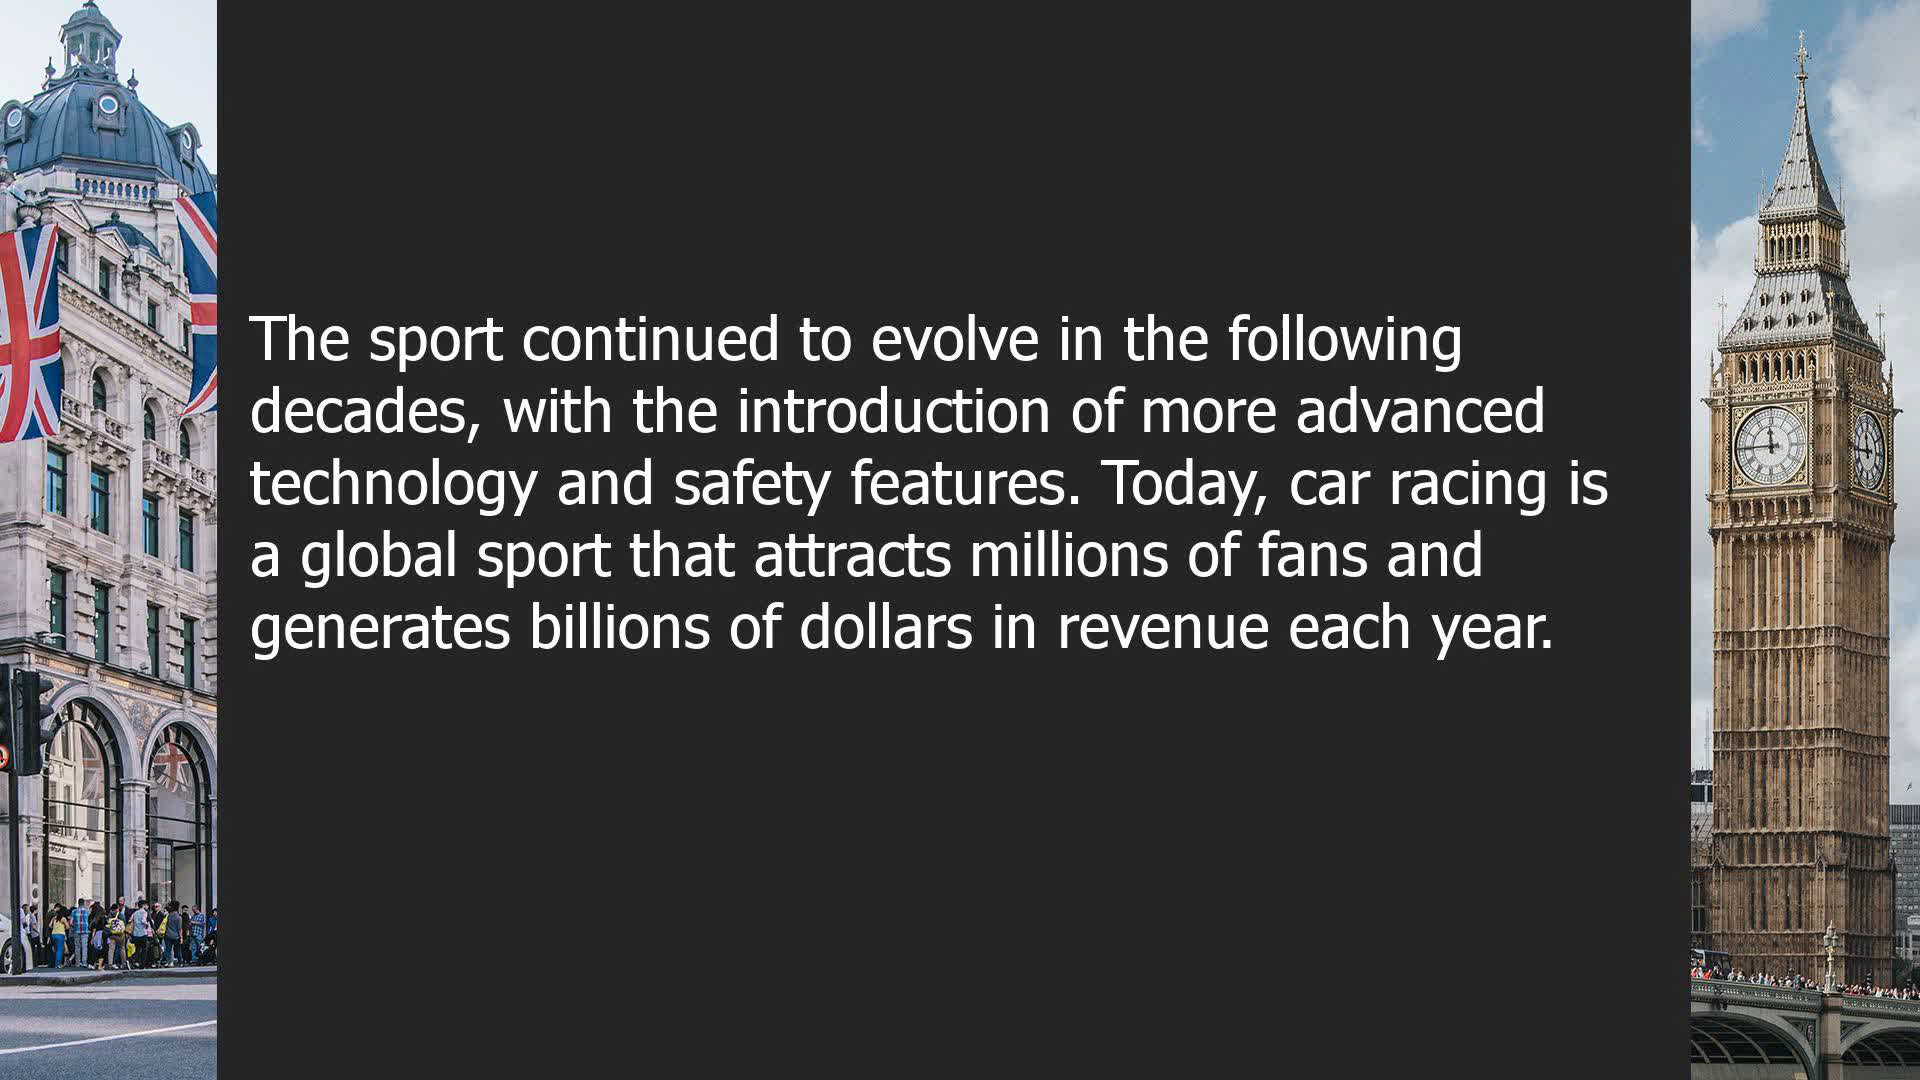 The sport continued to evolve in the following
decades, with the introduction of more advanced
technology and safety features. Today, car racing is
a global sport that attracts millions of fans and
generates billions of dollars in revenue each year.